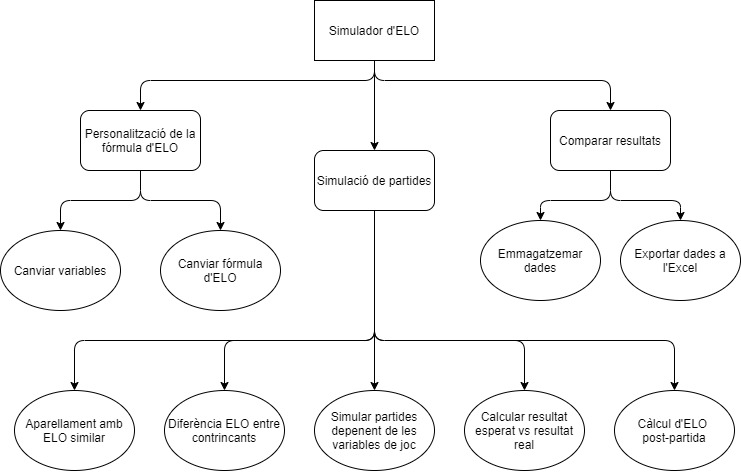 Simulador d'ELO
Personalització de la
fórmula d'ELO
Simulació de partides
Comparar resultats
Canviar variables
Canviar fórmula
d'ELO
Emmagatzemar
dades
Exportar dades a
l'Excel
Aparellament amb
ELO similar
Diferència ELO entre
contrincants
Simular partides
depenent de les
variables de joc
Calcular resultat
esperat vs resultat
real
Càlcul d'ELO
post-partida